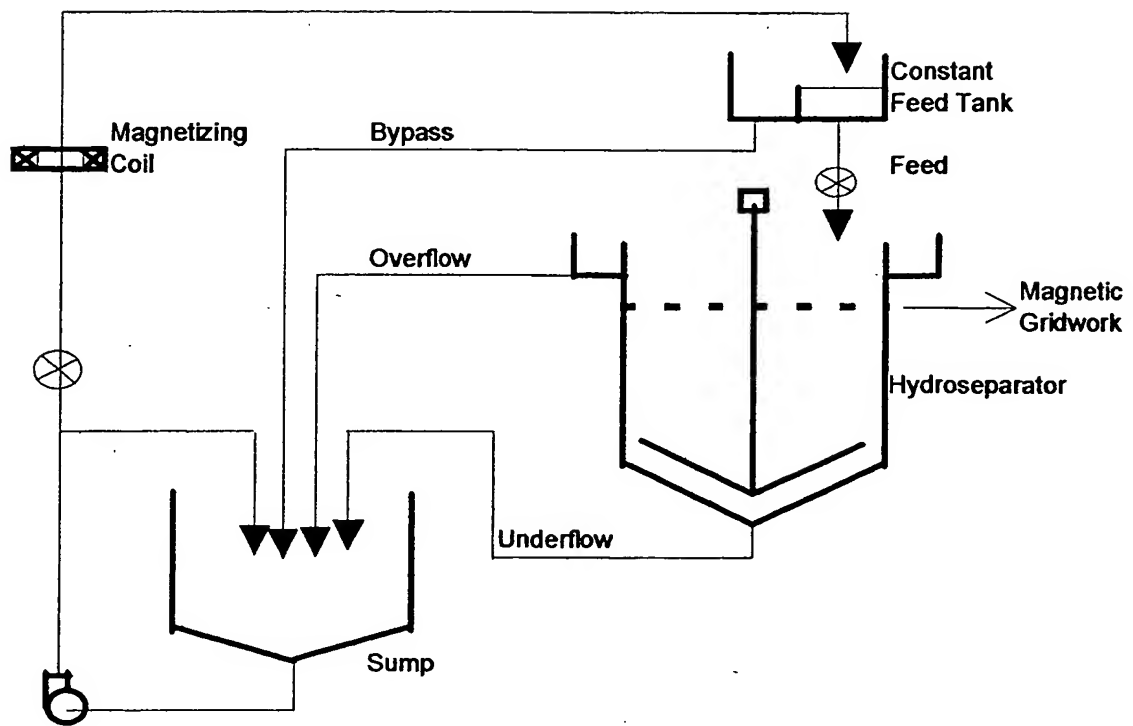 Constant
Feed Tank
Magnetizing
Coil
Bypass
Feed
Overflow
Magnetic
Gridwork
Hydroseparator
Underflow
Sump